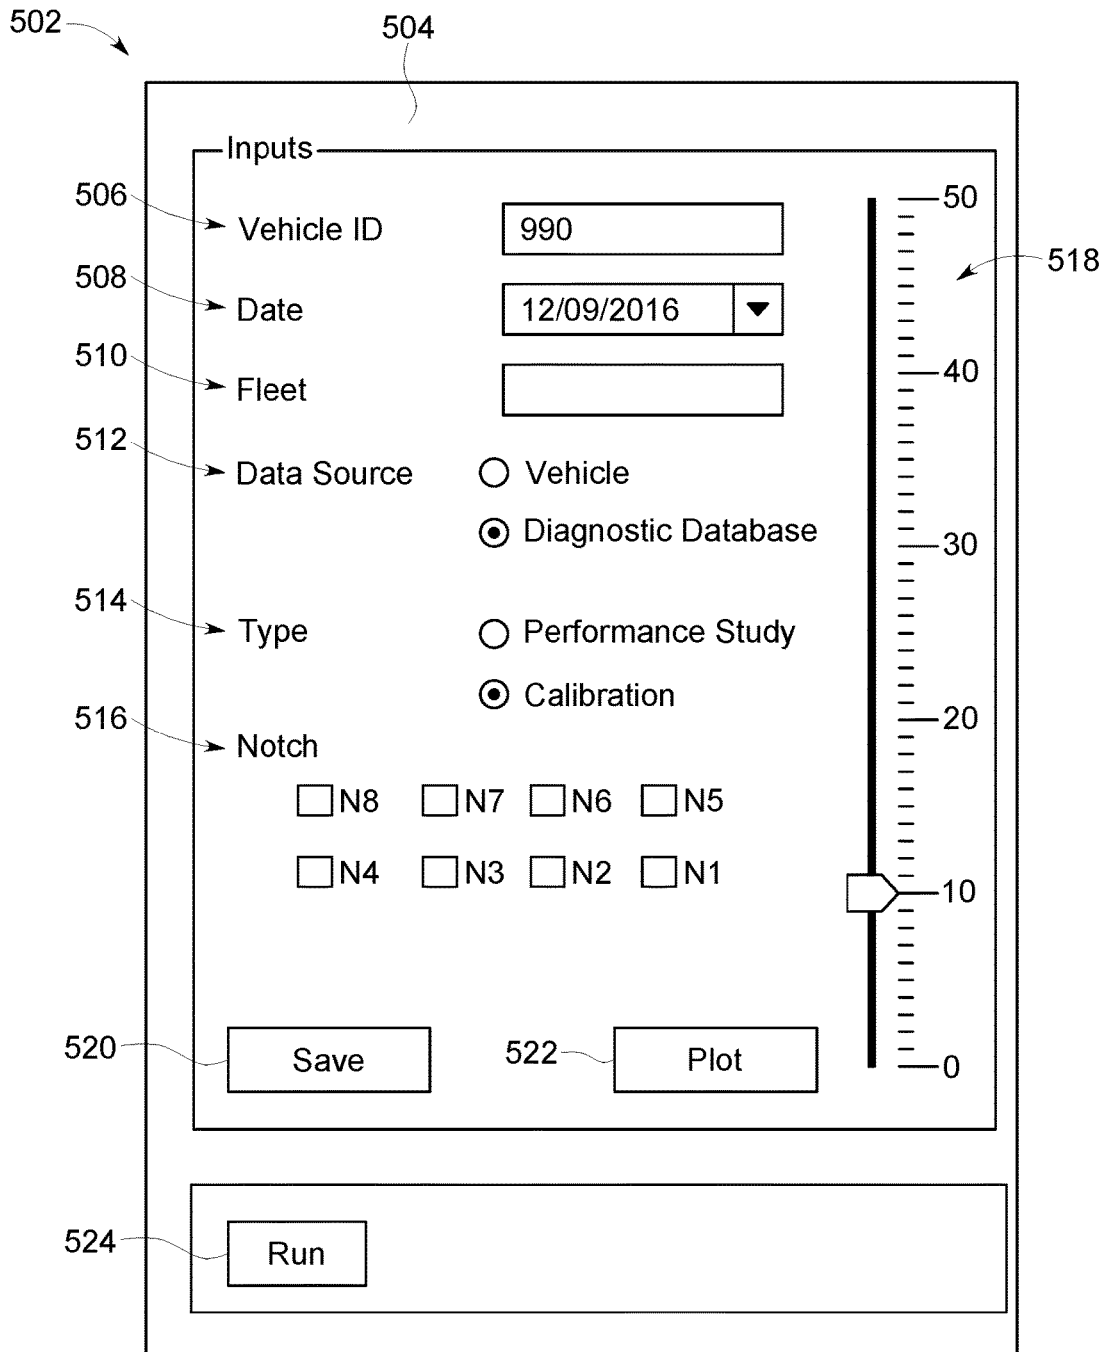 502
504
Inputs
506
Vehicle ID
990
50
508
Date
12/09/2016
518
510
Fleet
40
512
Data Source
Vehicle
Diagnostic Database
30
514
Type
Performance Study
Calibration
20
516
Notch
N8 N7 N6 N5
N4 N3 N2 N1
10
520
Save
522
Plot
0
524
Run